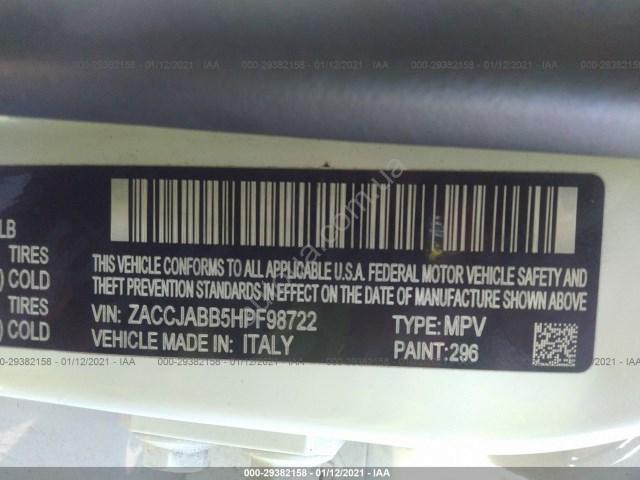 000-29382158 - 01/12/2021 - IAA
LB
TIRES
) COLD
TIRES
) COLD
THIS VEHICLE CONFORMS TO ALL APPLICABLE U.S.A. FEDERAL MOTOR VEHICLE SAFETY AND
THEFT PREVENTION STANDARDS IN EFFECT ON THE DATE OF MANUFACTURE SHOWN ABOVE
VIN: ZACCJABB5HPF98722 TYPE: MPV
VEHICLE MADE IN: ITALY PAINT: 296
000-29382158 - 01/12/2021 - IAA